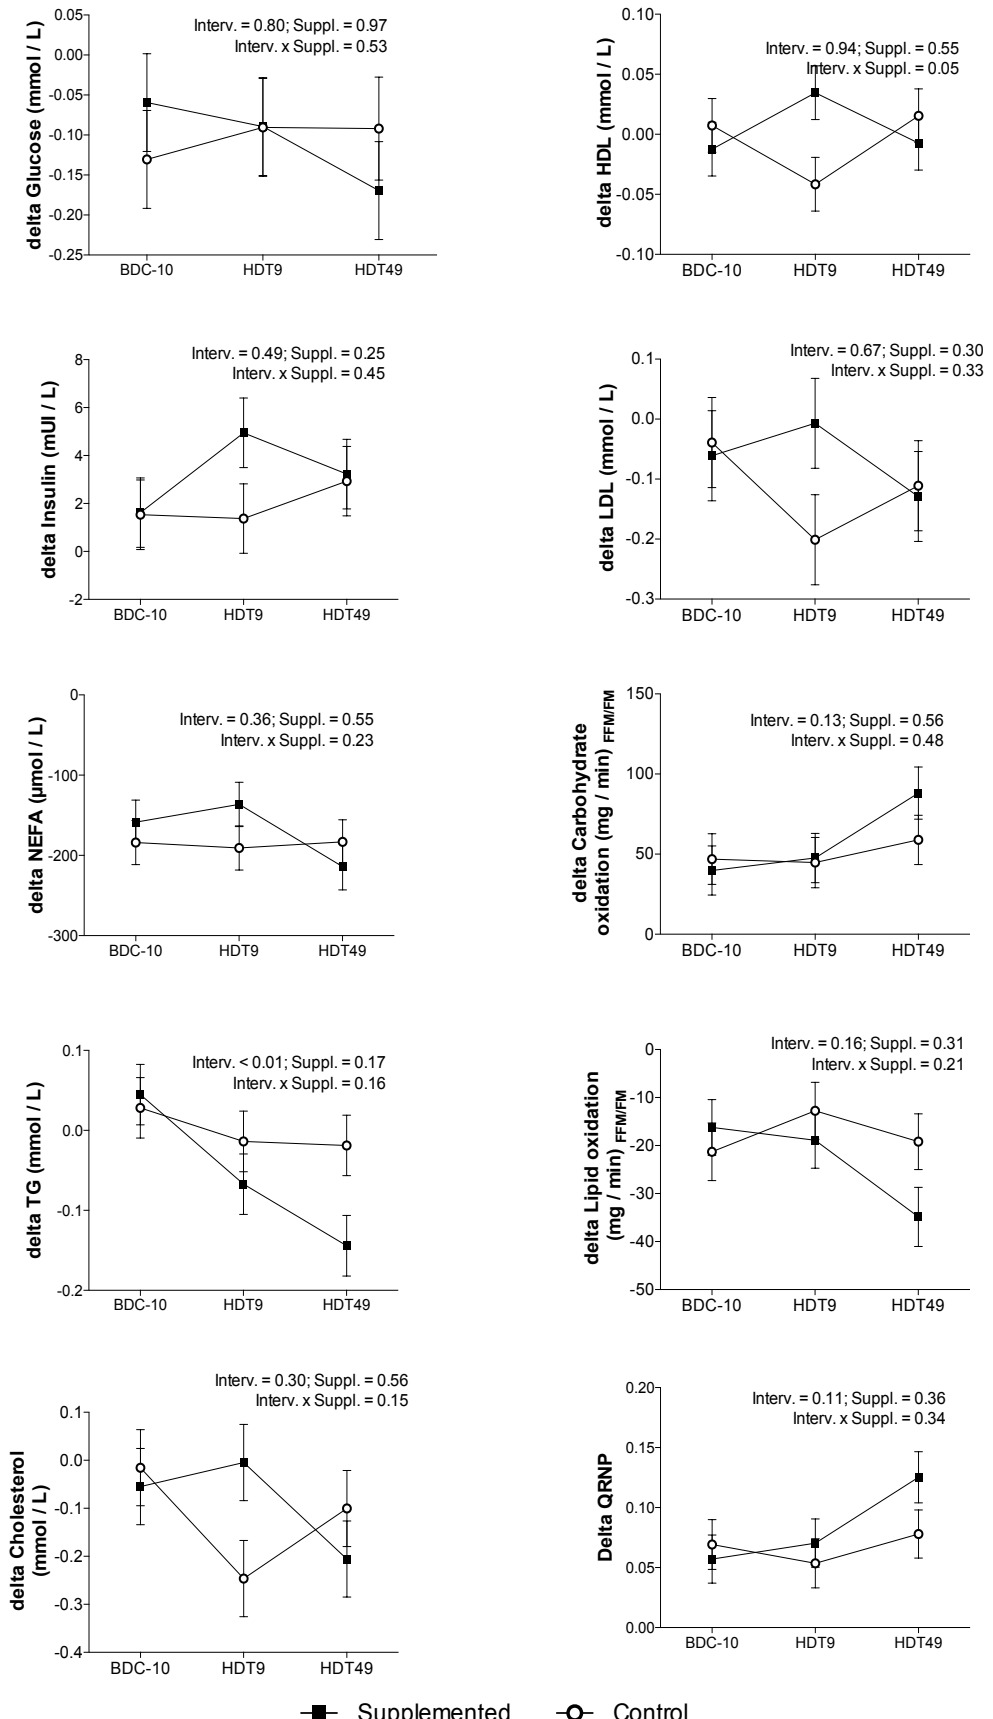 delta Glucose (mmol / L)
0.05
0.00
-0.05
-0.10
-0.15
-0.20
-0.25
Interv. = 0.80; Suppl. = 0.97
Interv. x Suppl. = 0.53
BDC-10 HDT9 HDT49
delta HDL (mmol / L)
0.10
0.05
0.00
-0.05
-0.10
Interv. = 0.94; Suppl. = 0.55
Interv. x Suppl. = 0.05
BDC-10 HDT9 HDT49
delta Insulin (mUI / L)
8
6
4
2
0
-2
Interv. = 0.49; Suppl. = 0.25
Interv. x Suppl. = 0.45
BDC-10 HDT9 HDT49
delta LDL (mmol / L)
0.1
0.0
-0.1
-0.2
-0.3
Interv. = 0.67; Suppl. = 0.30
Interv. x Suppl. = 0.33
BDC-10 HDT9 HDT49
delta NEFA (µmol / L)
0
-100
-200
-300
Interv. = 0.36; Suppl. = 0.55
Interv. x Suppl. = 0.23
BDC-10 HDT9 HDT49
delta Carbohydrate
oxidation (mg / min) FFM/FM
150
100
50
0
Interv. = 0.13; Suppl. = 0.56
Interv. x Suppl. = 0.48
BDC-10 HDT9 HDT49
delta TG (mmol / L)
0.1
0.0
-0.1
-0.2
Interv. < 0.01; Suppl. = 0.17
Interv. x Suppl. = 0.16
BDC-10 HDT9 HDT49
delta Lipid oxidation
(mg / min) FFM/FM
0
-10
-20
-30
-40
-50
Interv. = 0.16; Suppl. = 0.31
Interv. x Suppl. = 0.21
BDC-10 HDT9 HDT49
delta Cholesterol
(mmol / L)
0.1
0.0
-0.1
-0.2
-0.3
-0.4
Interv. = 0.30; Suppl. = 0.56
Interv. x Suppl. = 0.15
BDC-10 HDT9 HDT49
Delta QRNP
0.20
0.15
0.10
0.05
0.00
Interv. = 0.11; Suppl. = 0.36
Interv. x Suppl. = 0.34
BDC-10 HDT9 HDT49
Supplemented Control